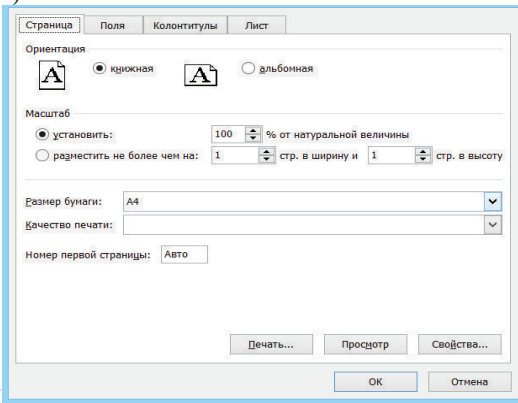 Страница Поля Колонтитулы Лист
Ориентация
A книжная A альбомная
Масштаб
установить: 100 % от натуральной величины
разместить не более чем на: 1 стр. в ширину и 1 стр. в высоту
Размер бумаги: A4
Качество печати:
Номер первой страницы: Авто
Печать... Просмотр Свойства...
ОК Отмена